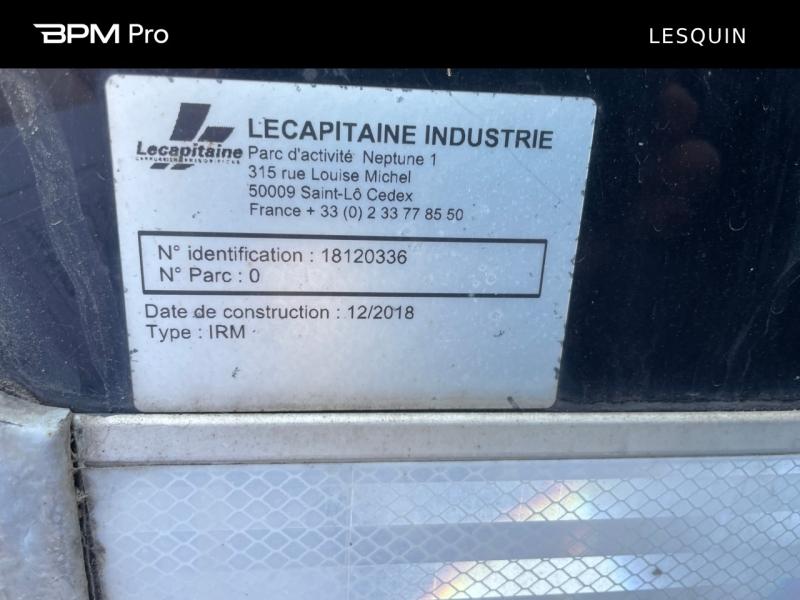 BPM Pro
LESQUIN
Lecapitaine
LECAPITAINE INDUSTRIE
Parc d'activité Neptune 1
315 rue Louise Michel
50009 Saint-Lô Cedex
France + 33 (0) 2 33 77 85 50
N° identification : 18120336
N° Parc : 0
Date de construction : 12/2018
Type : IRM